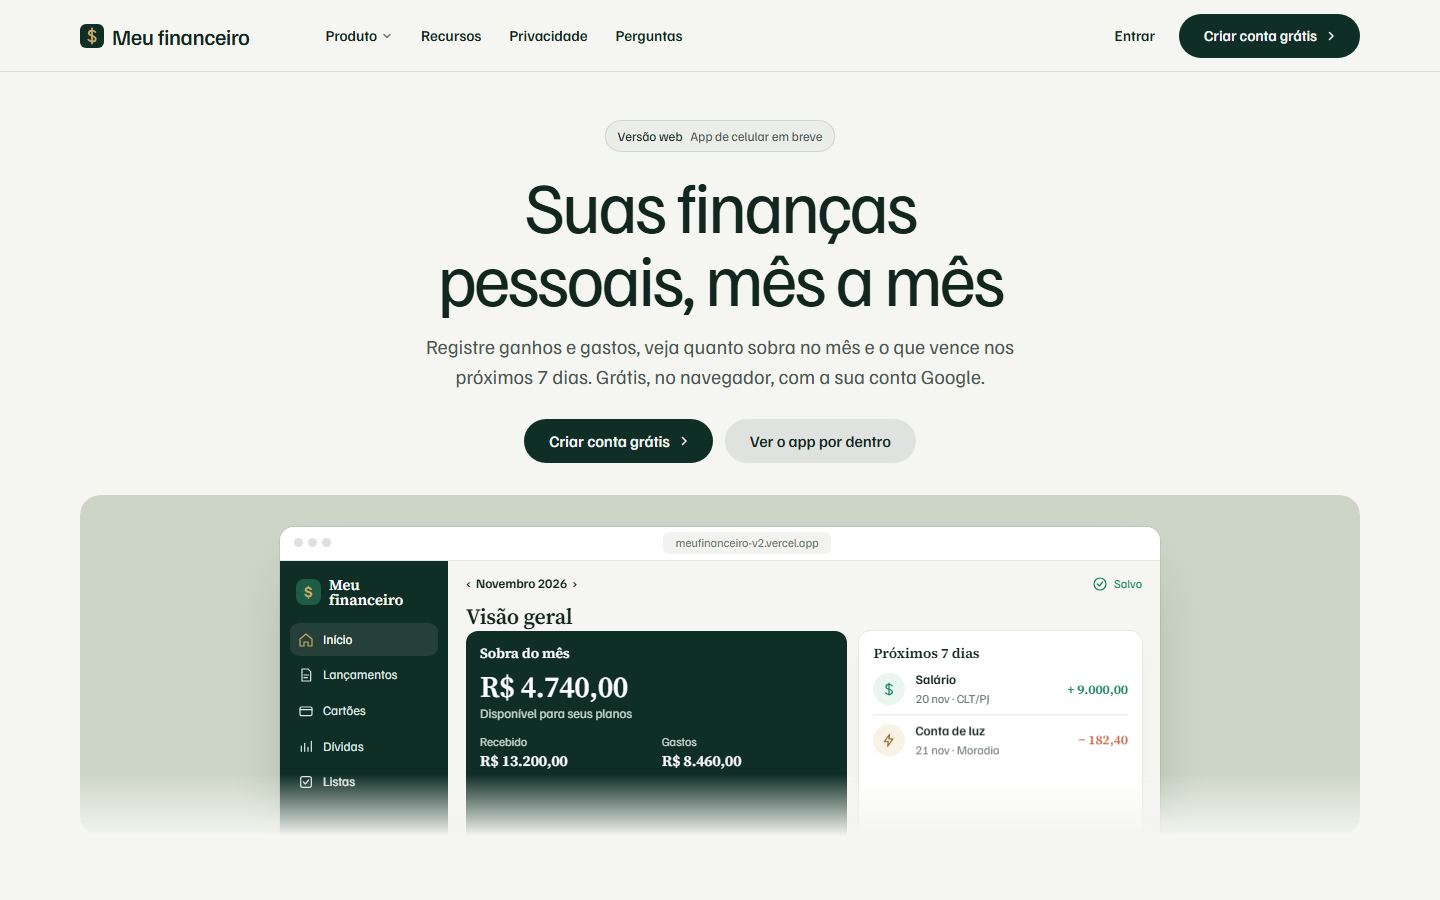 $ Meu financeiro
Produto Recursos Privacidade Perguntas
Entrar Criar conta grátis
Versão web App de celular em breve
Suas finanças
pessoais, mês a mês
Registre ganhos e gastos, veja quanto sobra no mês e o que vence nos
próximos 7 dias. Grátis, no navegador, com a sua conta Google.
Criar conta grátis Ver o app por dentro
meufinanceiro-v2.vercel.app
$ Meu
financeiro
Início
Lançamentos
Cartões
Dívidas
Listas
‹ Novembro 2026 ›
Salvo
Visão geral
Sobra do mês
R$ 4.740,00
Disponível para seus planos
Recebido Gastos
R$ 13.200,00 R$ 8.460,00
Próximos 7 dias
$ Salário
20 nov · CLT/PJ
+ 9.000,00
Conta de luz
21 nov · Moradia
− 182,40